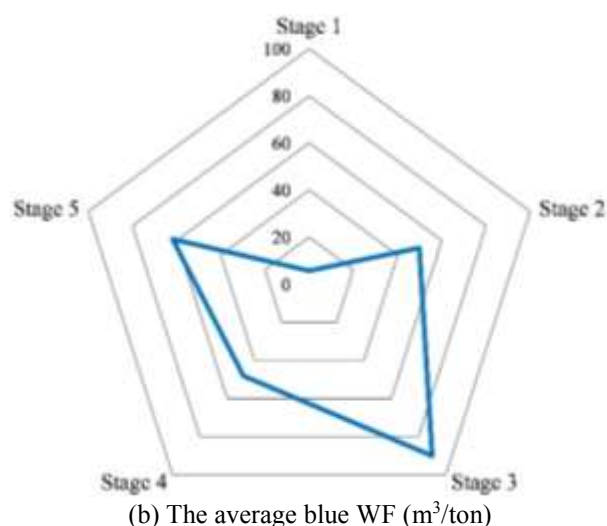 Stage 1
100
80
60
40
20
0
Stage 2
Stage 3
Stage 4
Stage 5
(b) The average blue WF (m³/ton)